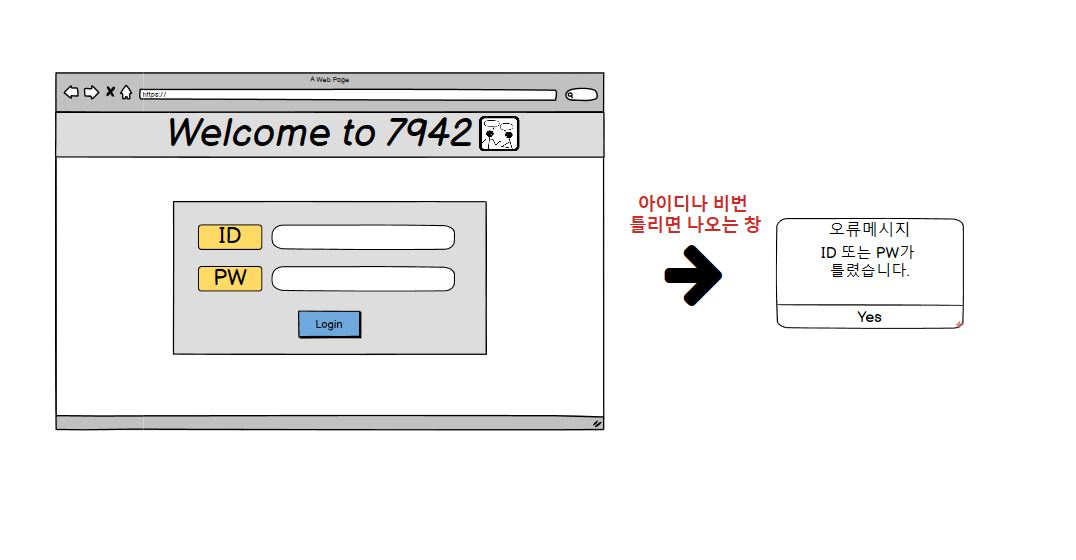 A Web Page
https://
Welcome to 7942
ID
PW
Login
아이디나 비번
틀리면 나오는 창
오류메시지
ID 또는 PW가
틀렸습니다.
Yes